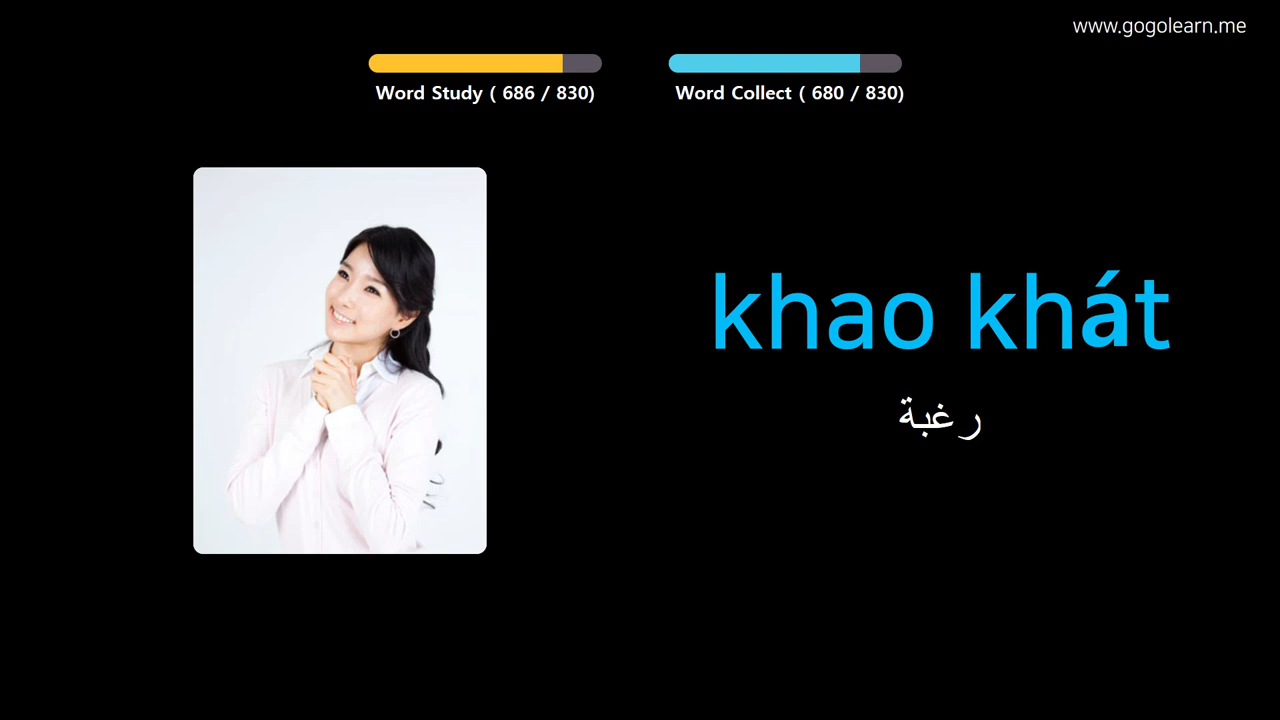 www.gogolearn.me
Word Study ( 686 / 830)
Word Collect ( 680 / 830)
khao khát
رغبة